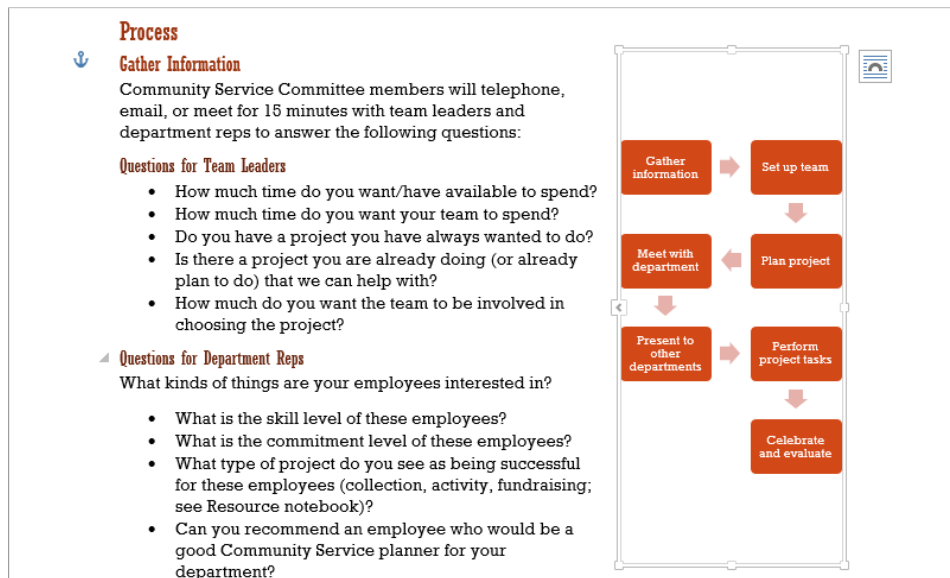 Process
Gather Information
Community Service Committee members will telephone,
email, or meet for 15 minutes with team leaders and
department reps to answer the following questions:
Questions for Team Leaders
• How much time do you want/have available to spend?
• How much time do you want your team to spend?
• Do you have a project you have always wanted to do?
• Is there a project you are already doing (or already
plan to do) that we can help with?
• How much do you want the team to be involved in
choosing the project?
Questions for Department Reps
What kinds of things are your employees interested in?
• What is the skill level of these employees?
• What is the commitment level of these employees?
• What type of project do you see as being successful
for these employees (collection, activity, fundraising;
see Resource notebook)?
• Can you recommend an employee who would be a
good Community Service planner for your
department?
Gather
information
Set up team
Plan project
Meet with
department
Present to
other
departments
Perform
project tasks
Celebrate
and evaluate